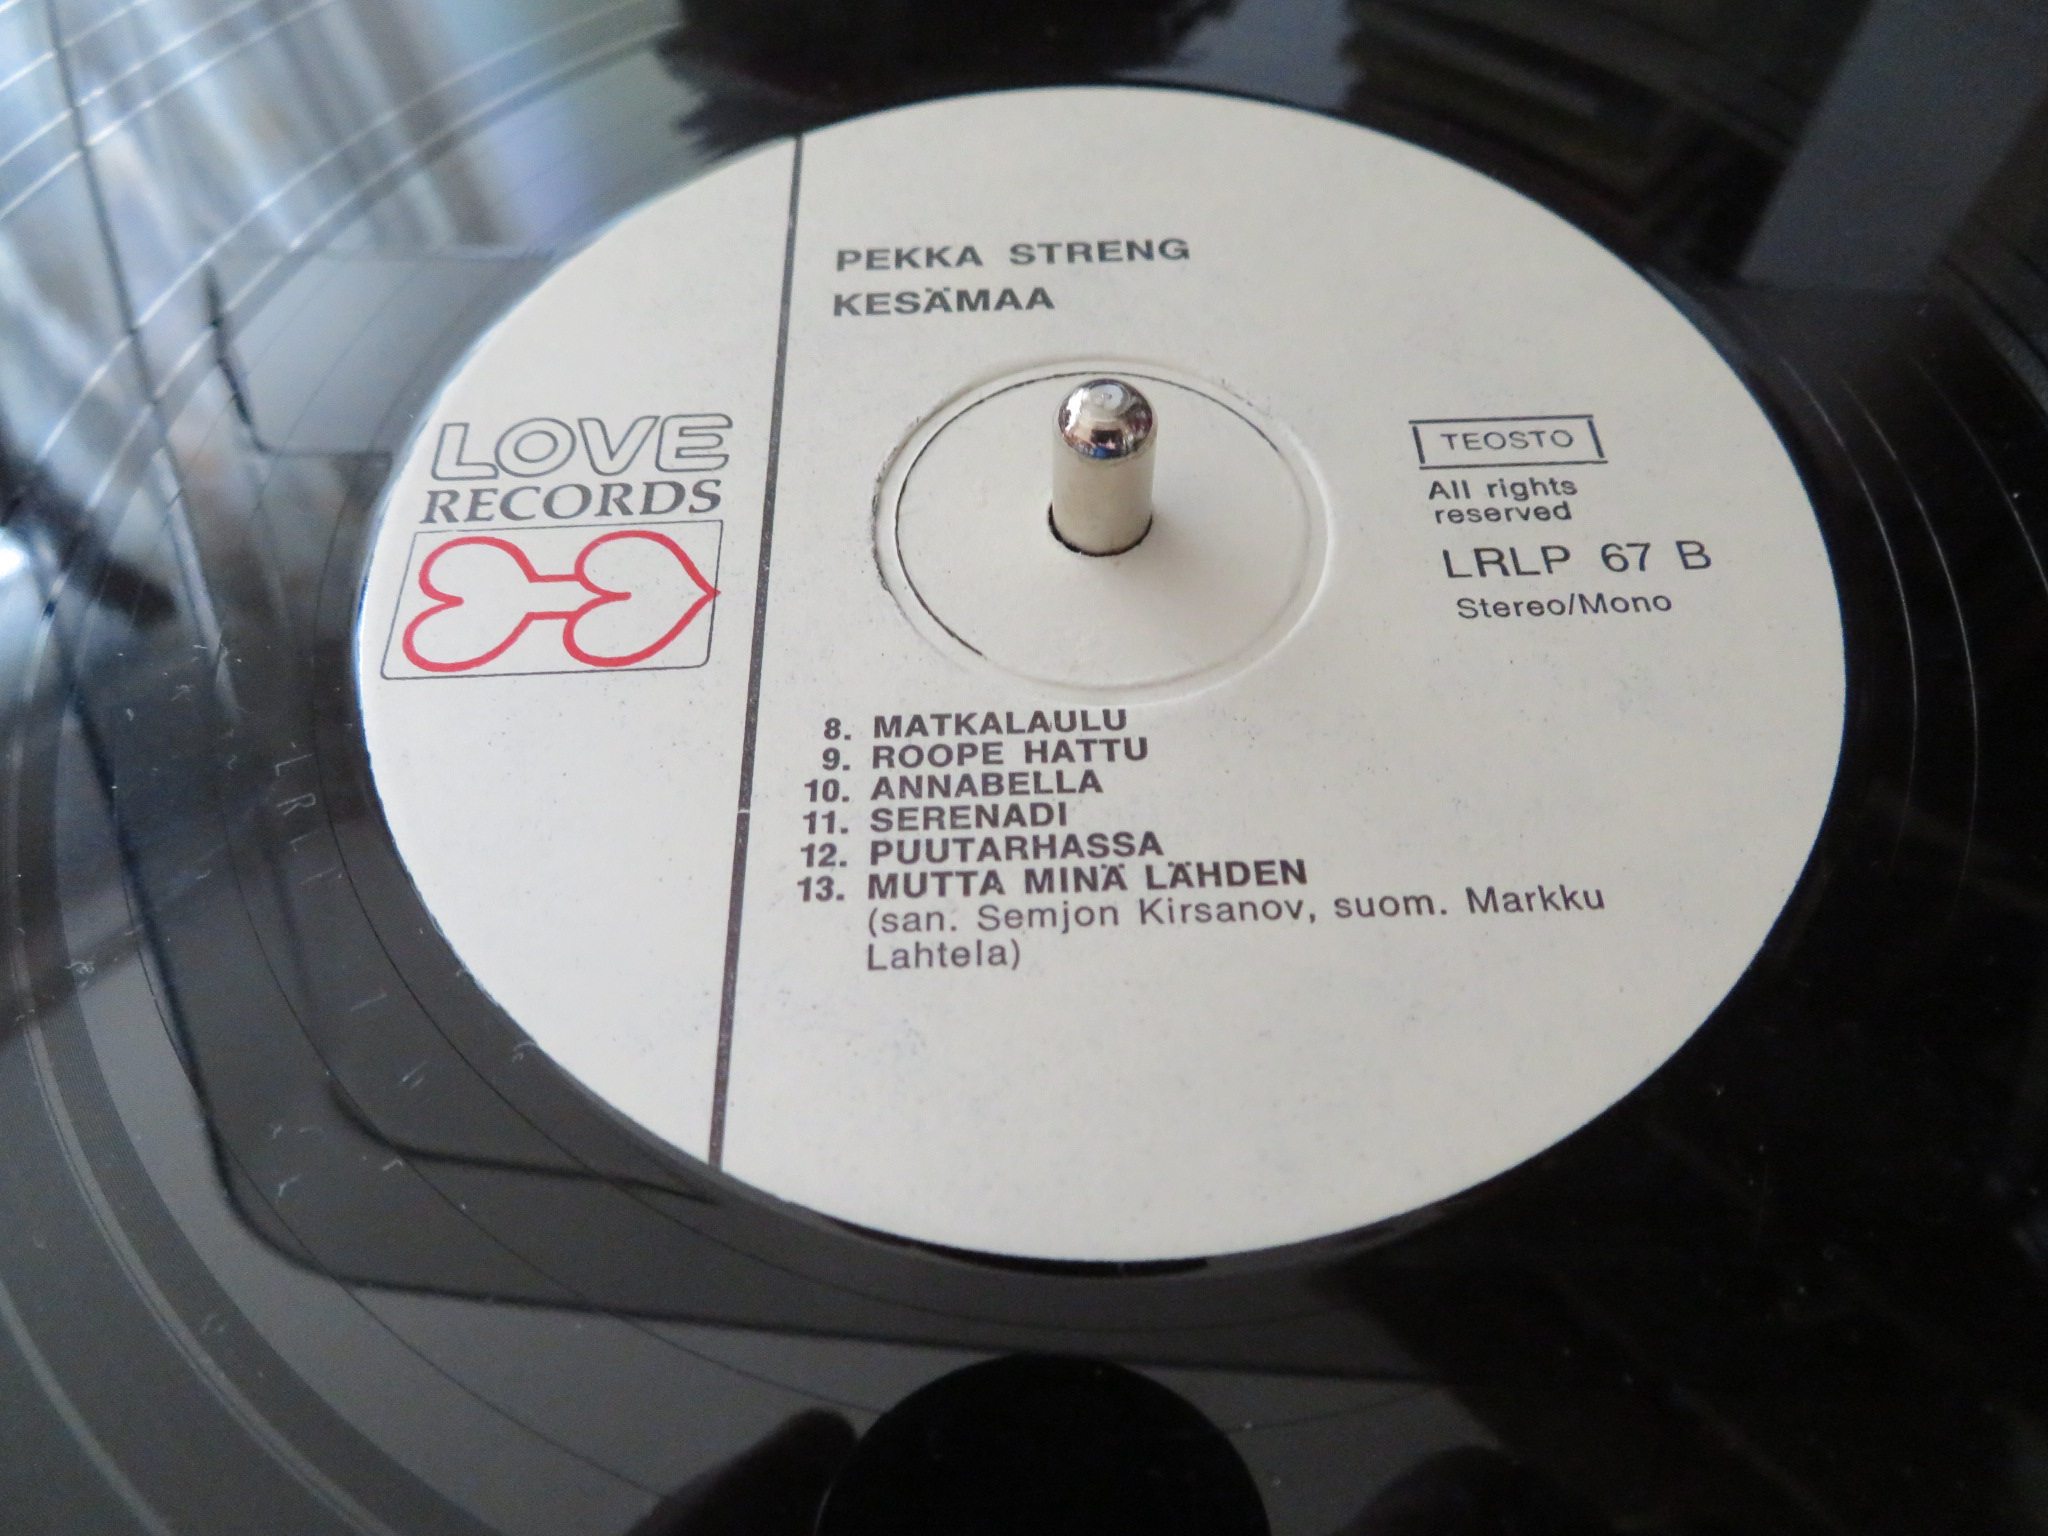 PEKKA STRENG
KESÄMAA
LOVE
RECORDS
TEOSTO
All rights
reserved
LRLP 67 B
Stereo/Mono
8. MATKALAULU
9. ROOPE HATTU
10. ANNABELLA
11. SERENADI
12. PUUTARHASSA
13. MUTTA MINÄ LÄHDEN
(san. Semjon Kirsanov, suom. Markku
Lahtela)